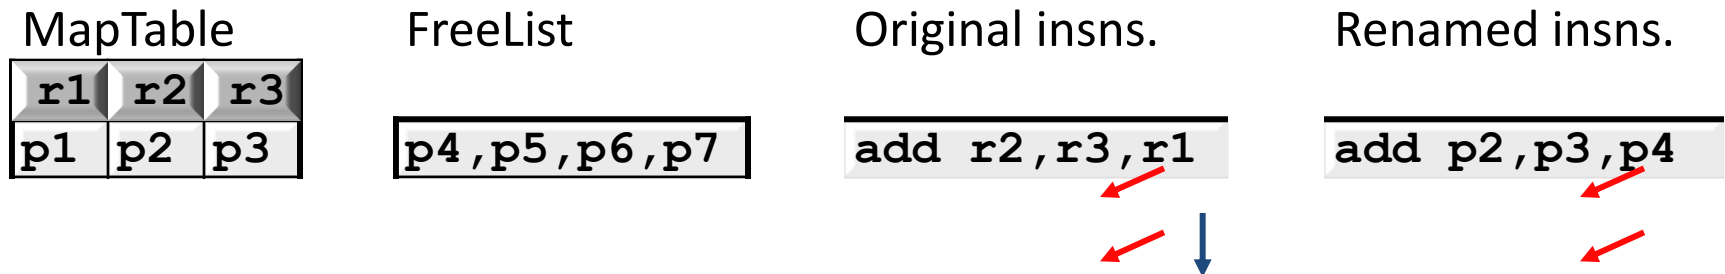 MapTable FreeList Original insns. Renamed insns.
r1 r2 r3
p1 p2 p3 p4,p5,p6,p7 add r2,r3,r1 add p2,p3,p4